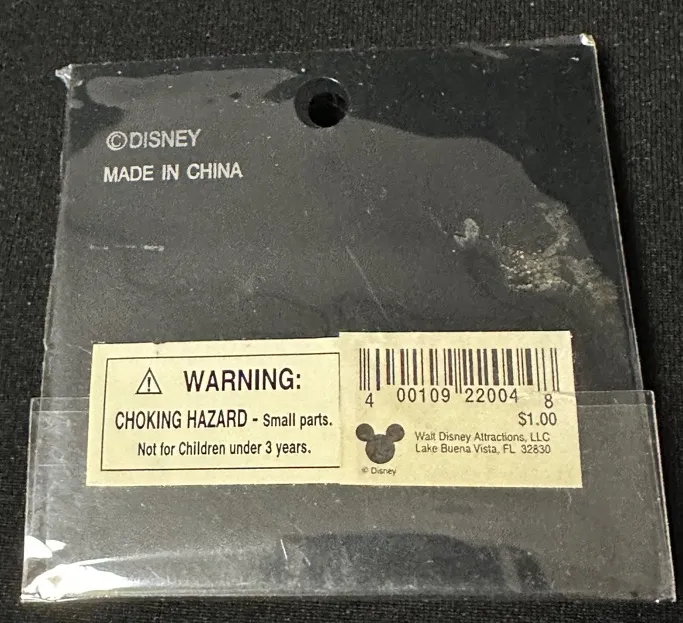 ©DISNEY
MADE IN CHINA
WARNING:
CHOKING HAZARD - Small parts.
Not for Children under 3 years.
4 00109 22004 8
$1.00
Walt Disney Attractions, LLC
Lake Buena Vista, FL 32830
© Disney